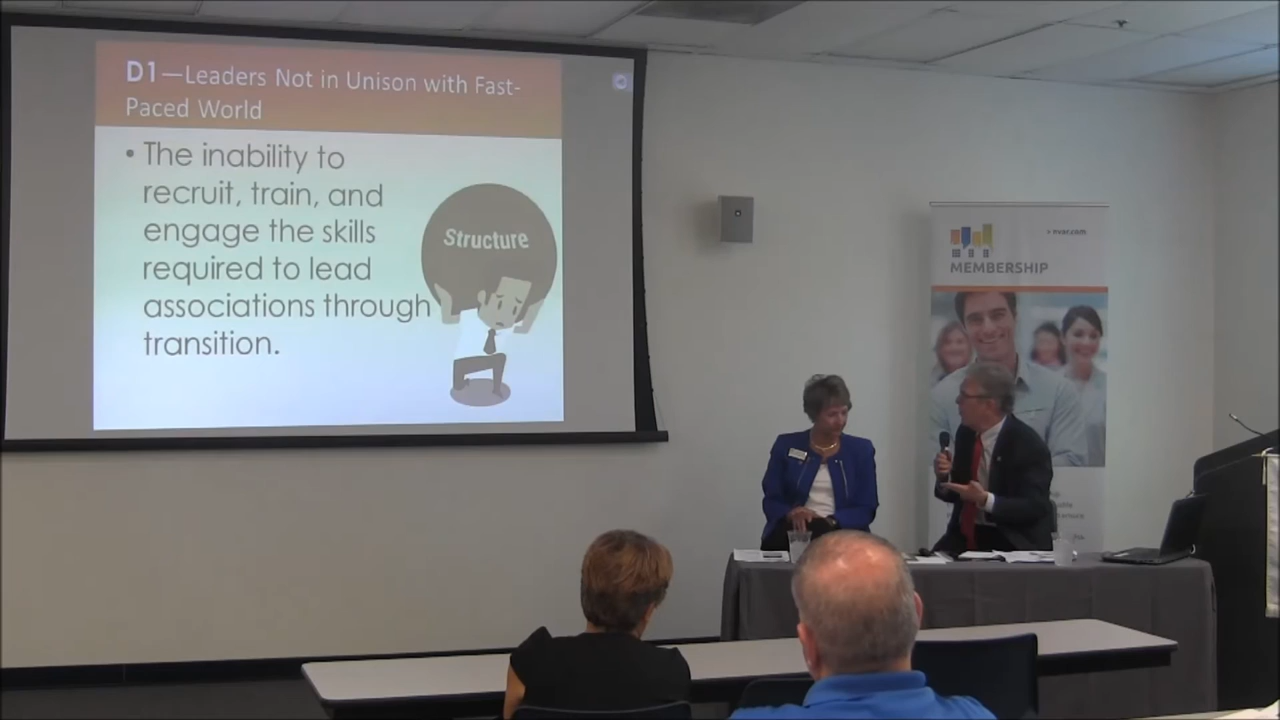 D1—Leaders Not in Unison with Fast-
Paced World
• The inability to
recruit, train, and
engage the skills
required to lead
associations through
transition.
Structure
• nvar.com
MEMBERSHIP